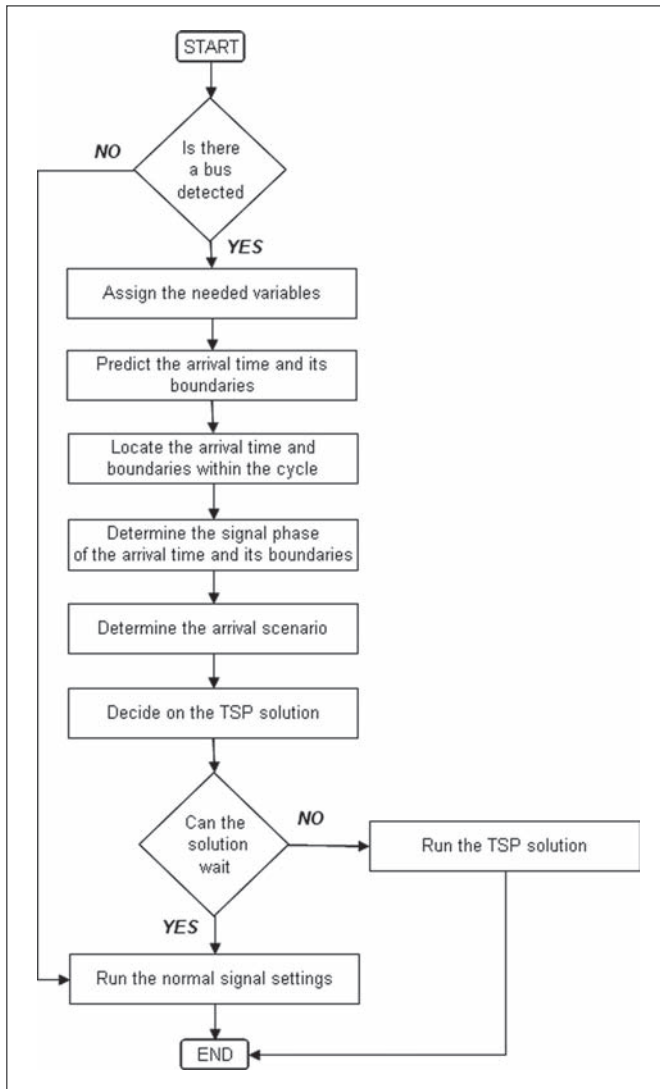 START
Is there
a bus
detected
NO
YES
Assign the needed variables
Predict the arrival time and its
boundaries
Locate the arrival time and
boundaries within the cycle
Determine the signal phase
of the arrival time and its boundaries
Determine the arrival scenario
Decide on the TSP solution
Can the
solution
wait
NO
Run the TSP solution
YES
Run the normal signal settings
END